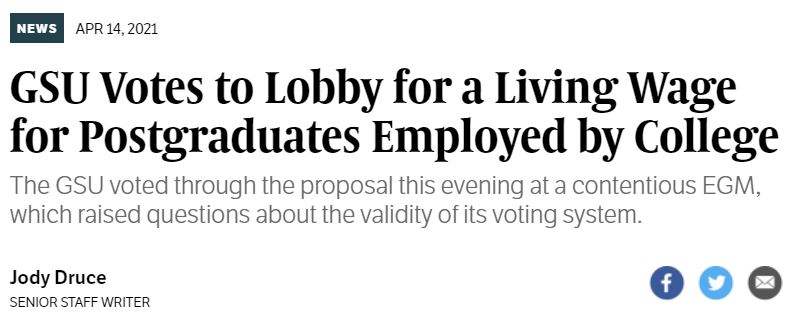 NEWS APR 14, 2021
GSU Votes to Lobby for a Living Wage
for Postgraduates Employed by College
The GSU voted through the proposal this evening at a contentious EGM,
which raised questions about the validity of its voting system.
Jody Druce
SENIOR STAFF WRITER